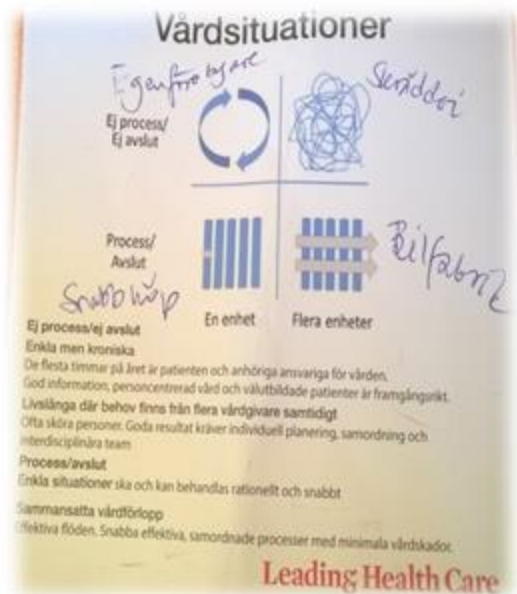 Vårdsituationer
Egenföretagare
Skrädderi
Ej process/
Ej avslut
Process/
Avslut
Bilfabrik
Snabbköp
En enhet Flera enheter
Ej process/ej avslut
Enkla men kroniska
De flesta timmar på året är patienten och anhöriga ansvariga för vården.
God information, personcentrerad vård och välutbildade patienter är framgångsrikt.
Livslånga där behov finns från flera vårdgivare samtidigt
Ofta sköra personer. Goda resultat kräver individuell planering, samordning och
interdisciplinära team
Process/avslut
Enkla situationer ska och kan behandlas rationellt och snabbt
Sammansatta vårdförlopp
Effektiva flöden. Snabba effektiva, samordnade processer med minimala vårdskador.
Leading Health Care